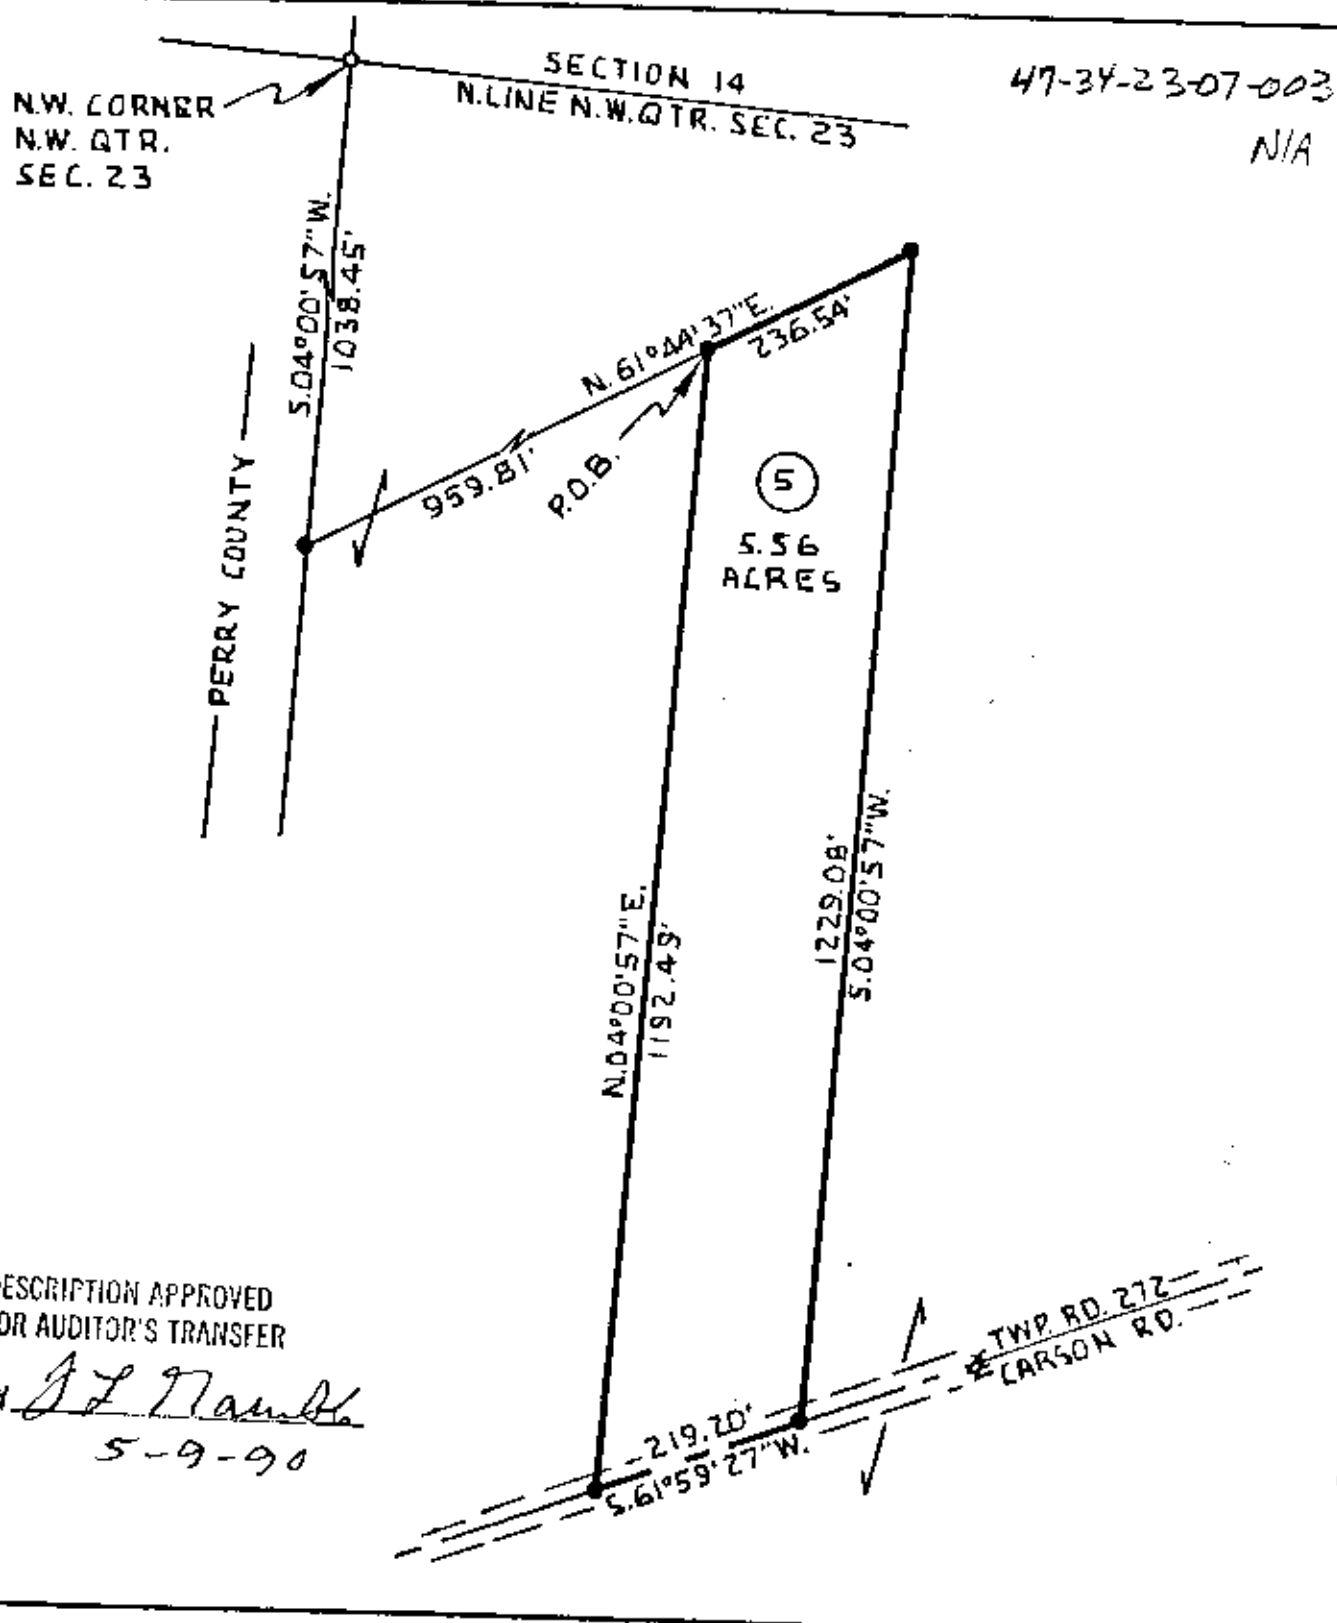 SECTION 14
N.LINE N.W.QTR. SEC. 23
47-34-23-07-003
N/A
N.W. CORNER
N.W. QTR.
SEC. 23
S.04°00'57"W.
1038.45'
N.61°44'37"E.
236.54'
959.81'
P.O.B.
5
5.56
ACRES
PERRY COUNTY
N.04°00'57"E.
1192.49'
1229.08'
S.04°00'57"W.
ESCRIPTION APPROVED
OR AUDITOR'S TRANSFER
5-9-90
TWP. RD. 272
CARSON RD.
219.20'
S.61°59'27"W.